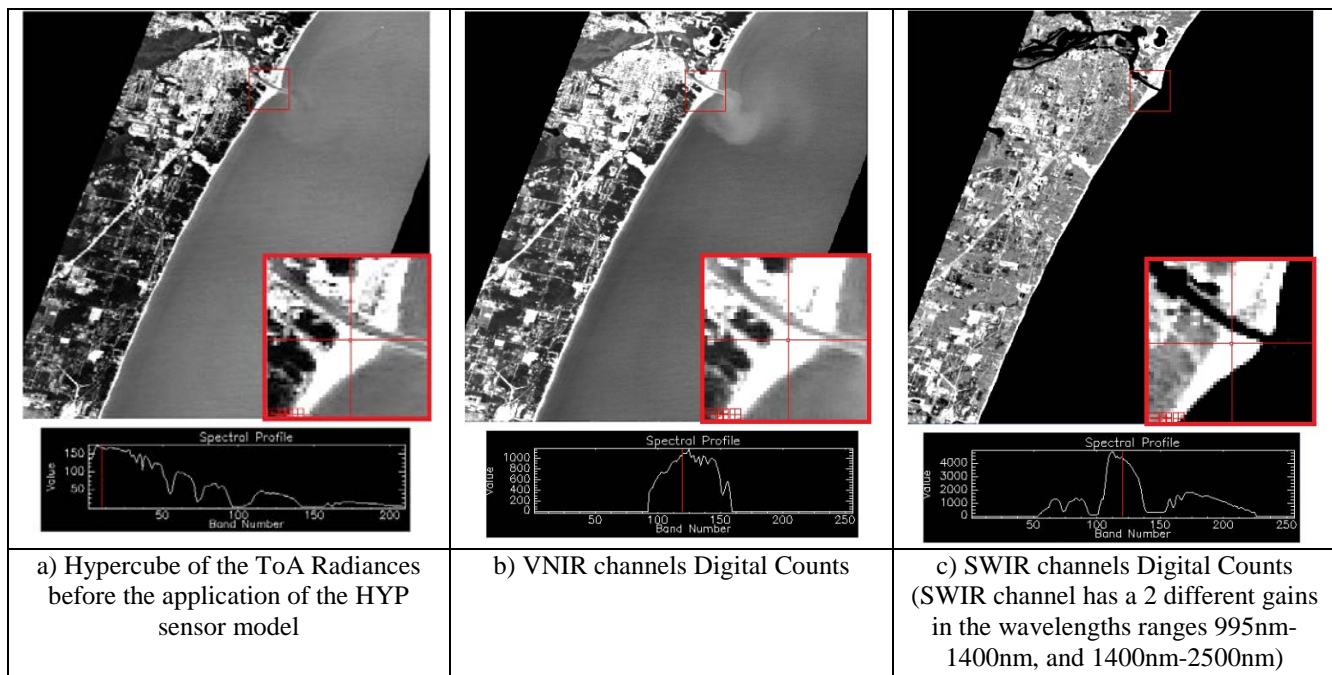 Spectral Profile
Value
150
100
50
50 100 150 200
Band Number
Spectral Profile
Value
1000
800
600
400
200
0
50 100 150 200 250
Band Number
Spectral Profile
Value
4000
3000
2000
1000
0
50 100 150 200 250
Band Number
a) Hypercube of the ToA Radiances
before the application of the HYP
sensor model
b) VNIR channels Digital Counts
c) SWIR channels Digital Counts
(SWIR channel has a 2 different gains
in the wavelengths ranges 995nm-
1400nm, and 1400nm-2500nm)